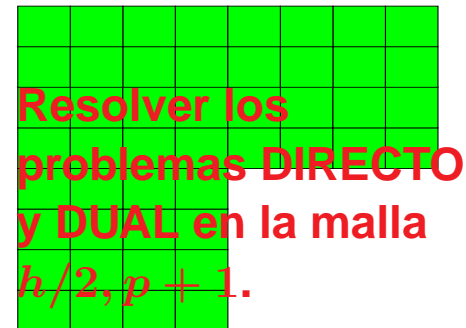 Resolver los
problemas DIRECTO
y DUAL en la malla
h/2, p + 1.